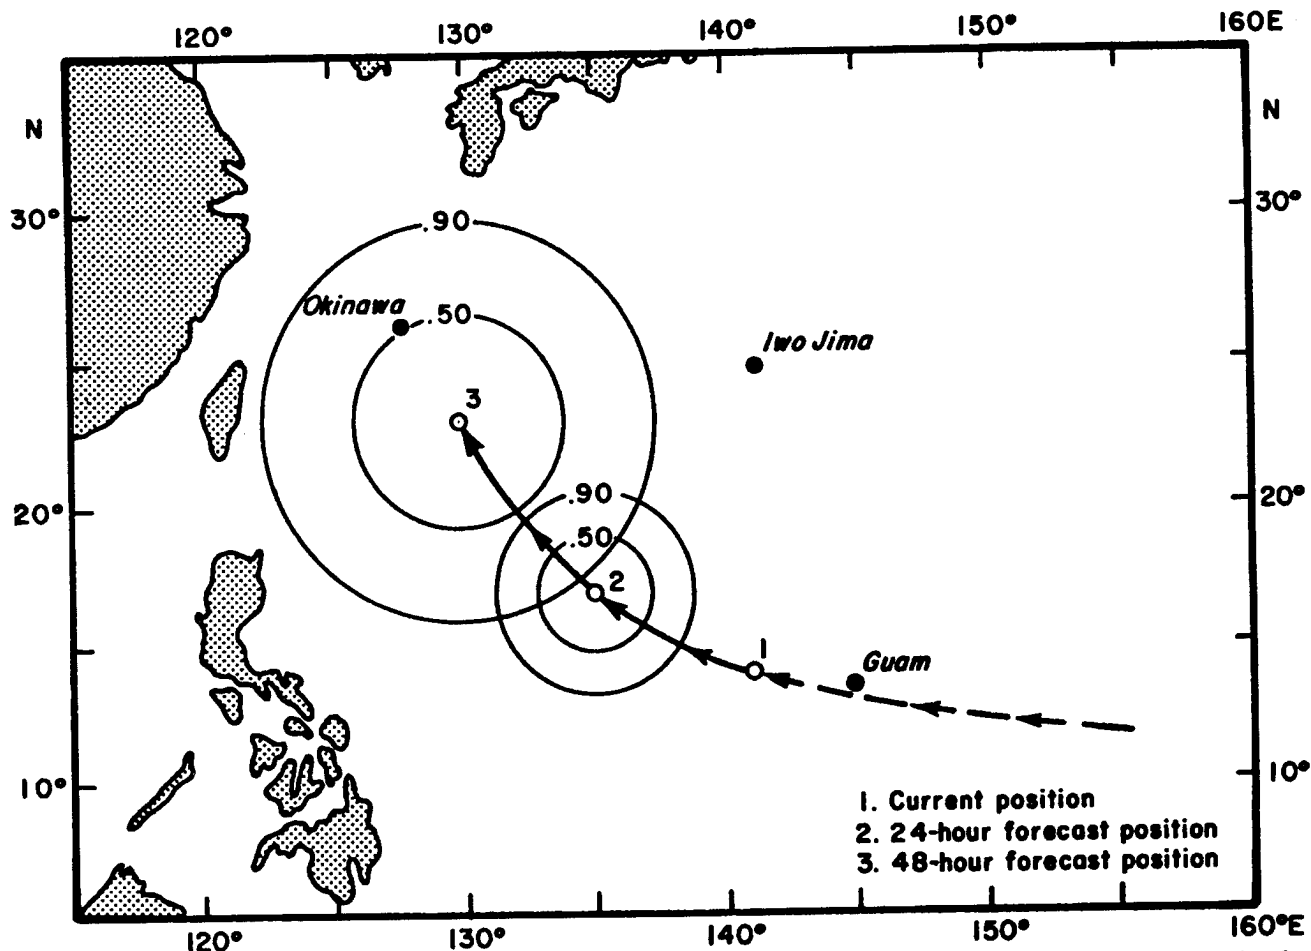 120° 130° 140° 150° 160E
N N
30° 30°
.90
Okinawa .50
Iwo Jima
3
.90
20° 20°
.50
2
1
Guam
10° 10°
1. Current position
2. 24-hour forecast position
3. 48-hour forecast position
120° 130° 140° 150° 160°E